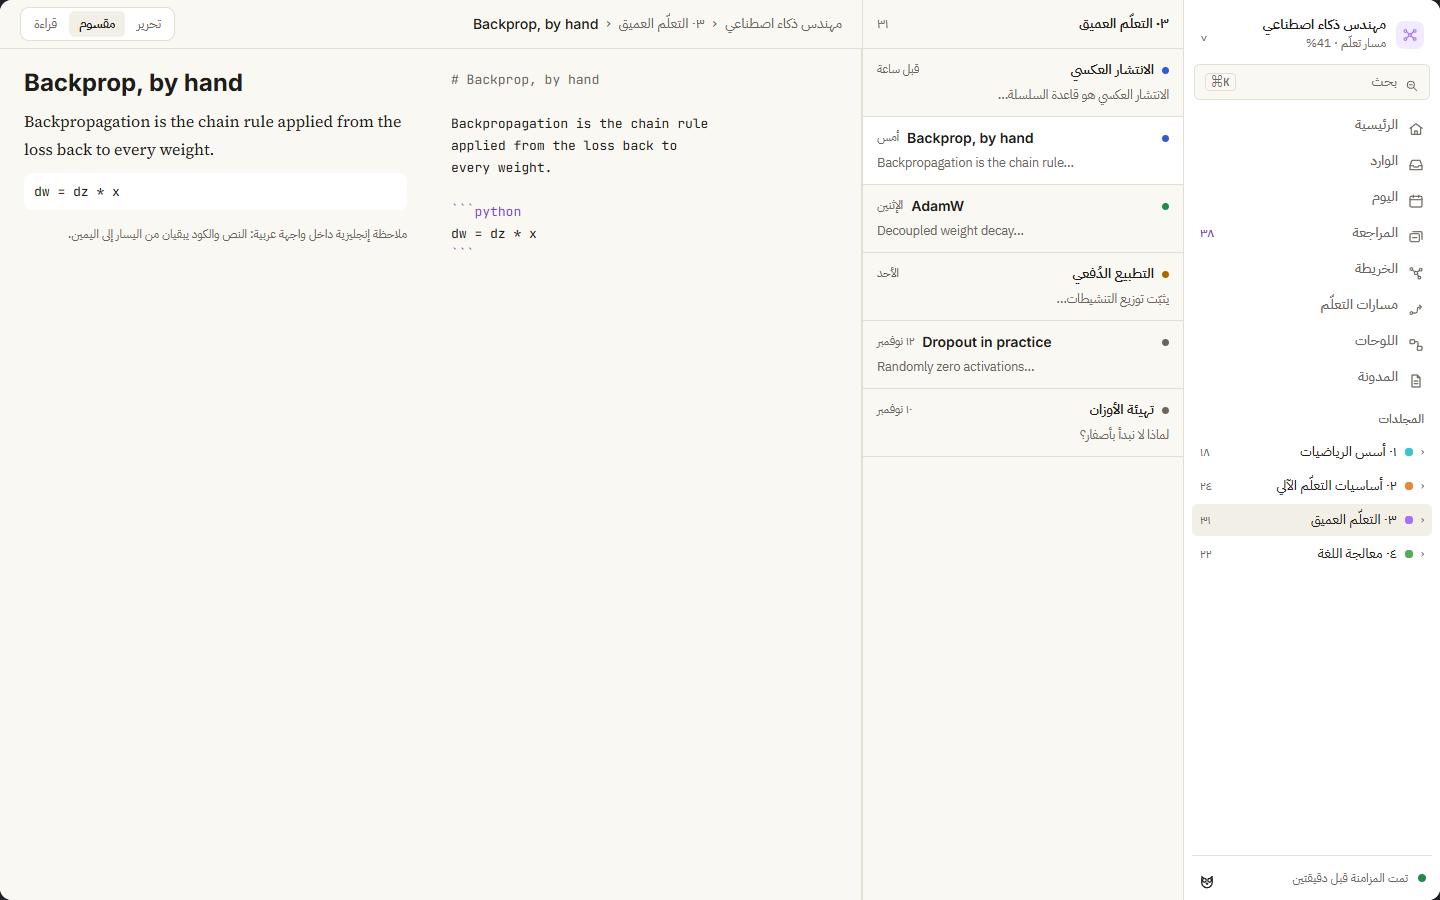 مهندس ذكاء اصطناعي
مسار تعلّم · 41%
بحث
⌘K
الرئيسية
الوارد
اليوم
المراجعة ٣٨
الخريطة
مسارات التعلّم
اللوحات
المدونة
المجلدات
٠١ أسس الرياضيات ١٨
٠٢ أساسيات التعلّم الآلي ٢٤
٠٣ التعلّم العميق ٣١
٠٤ معالجة اللغة ٢٢
تمت المزامنة قبل دقيقتين
٠٣ التعلّم العميق ٣١
الانتشار العكسي قبل ساعة
الانتشار العكسي هو قاعدة السلسلة...
Backprop, by hand أمس
Backpropagation is the chain rule...
AdamW الإثنين
Decoupled weight decay...
التطبيع الدُفعي الأحد
يثبّت توزيع التنشيطات...
Dropout in practice ١٢ نوفمبر
Randomly zero activations...
تهيئة الأوزان ١٠ نوفمبر
لماذا لا نبدأ بأصفار؟
مهندس ذكاء اصطناعي › ٠٣ التعلّم العميق › Backprop, by hand
تحرير مقسوم قراءة
# Backprop, by hand
Backpropagation is the chain rule
applied from the loss back to
every weight.
```python
dw = dz * x
```
Backprop, by hand
Backpropagation is the chain rule applied from the
loss back to every weight.
dw = dz * x
ملاحظة إنجليزية داخل واجهة عربية: النص والكود يبقيان من اليسار إلى اليمين.